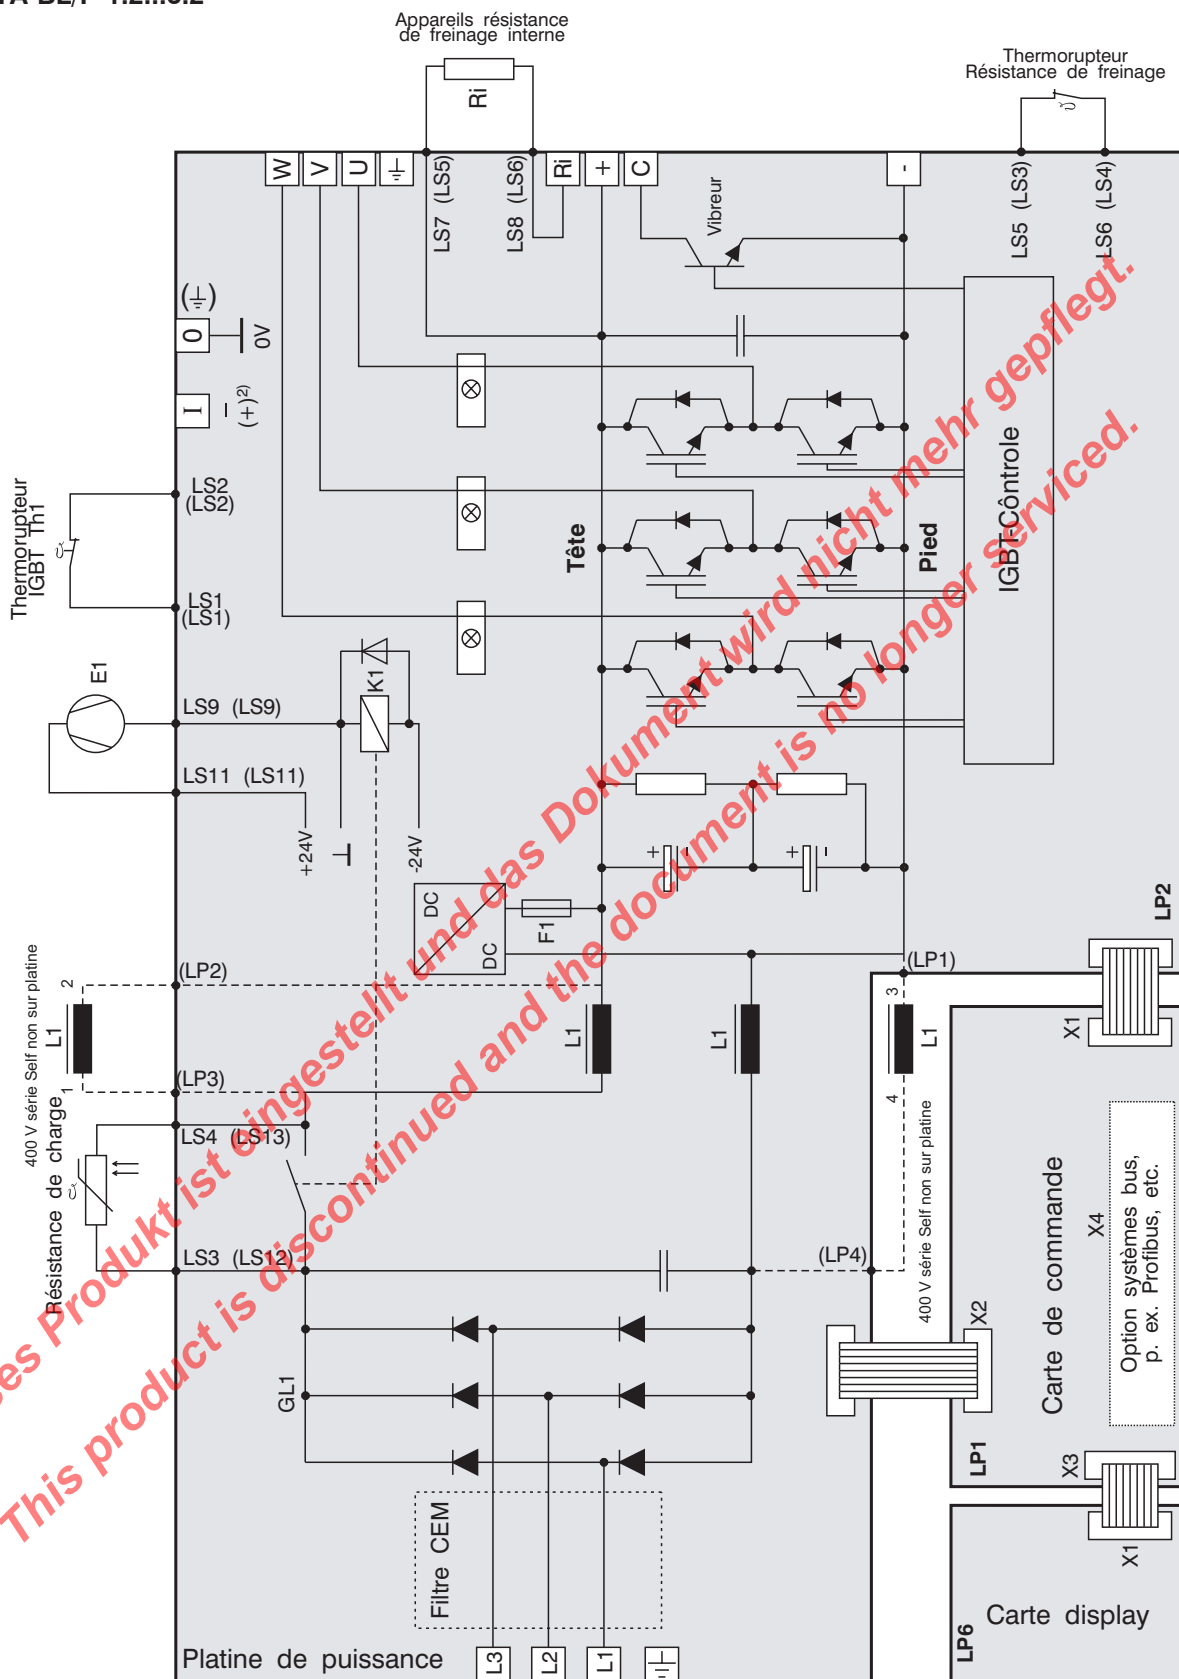 Appareils résistance
de freinage interne
Ri
Thermorupteur
Résistance de freinage
W
V
U
LS7 (LS5)
LS8 (LS6)
Ri
+
C
-
LS5 (LS3)
LS6 (LS4)
Vibreur
0
0V
I
(+)2)
Thermorupteur
IGBT Th1
LS2
(LS2)
LS1
(LS1)
Tête
Pied
IGBT-Côntrole
E1
K1
LS9 (LS9)
LS11 (LS11)
+24V
-24V
+
-
+
-
DC
DC
F1
(LP2)
(LP1)
LP2
400 V série Self non sur platine
2
L1
1
L1
L1
3
L1
4
X1
(LP3)
LS4 (LS13)
Résistance de charge
LS3 (LS12)
(LP4)
400 V série Self non sur platine
Carte de commande
X4
Option systèmes bus,
p. ex. Profibus, etc.
X2
GL1
LP1
X3
X1
Filtre CEM
Platine de puissance
L3
L2
L1
LP6
Carte display
es Produkt ist eingestellt und das Dokument wird nicht mehr gepflegt.
This product is discontinued and the document is no longer serviced.